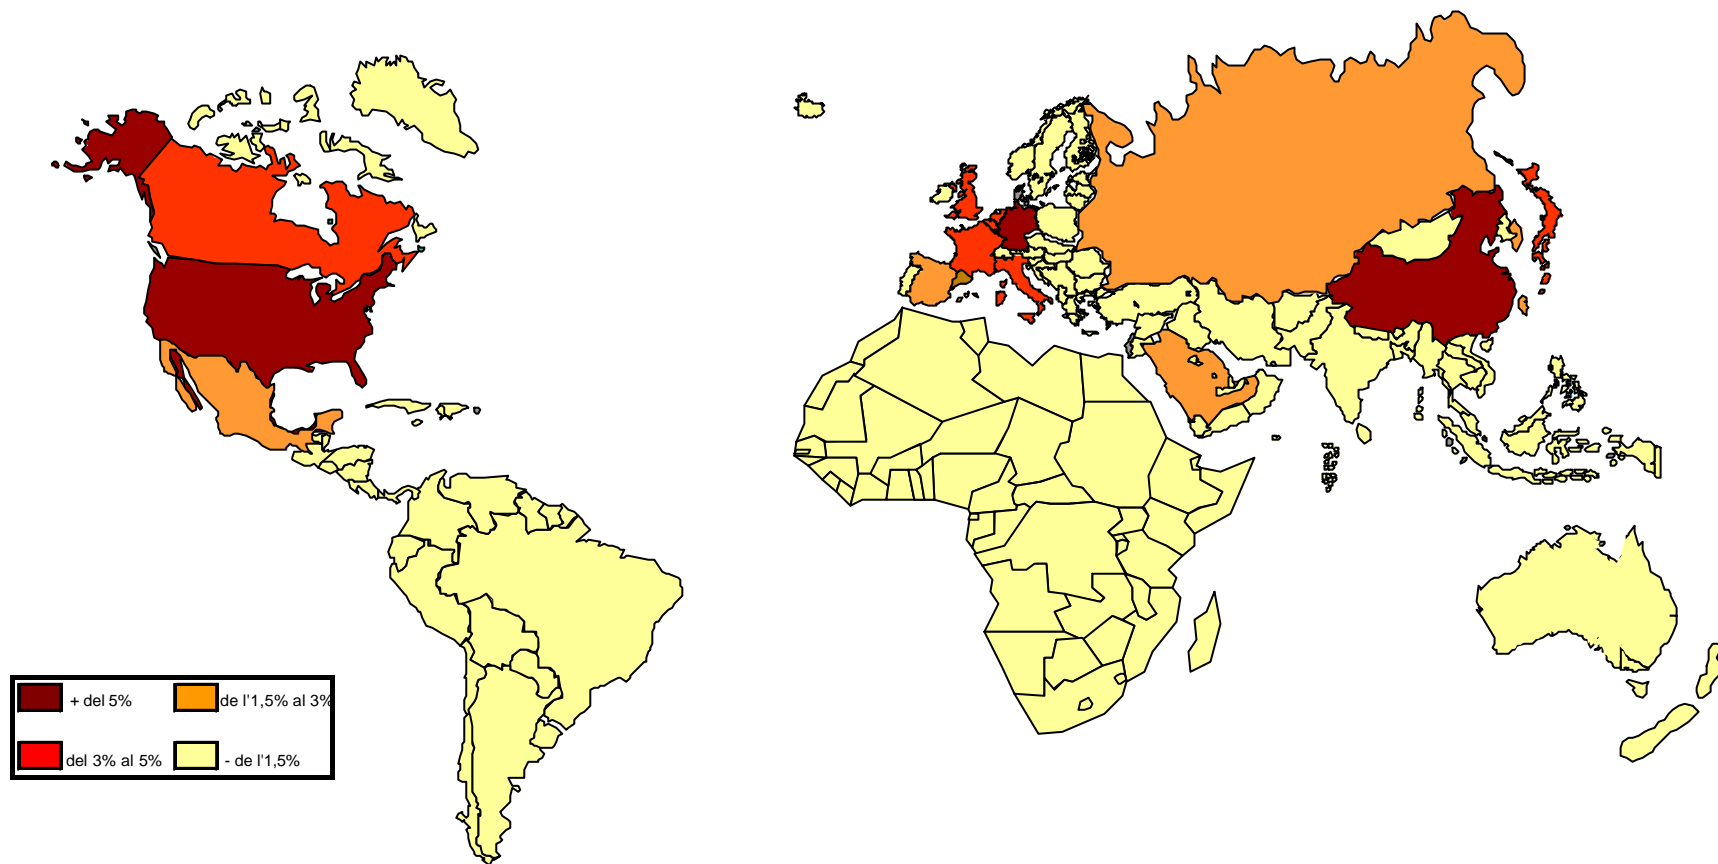 + del 5%
de l'1,5% al 3%
del 3% al 5%
- de l'1,5%